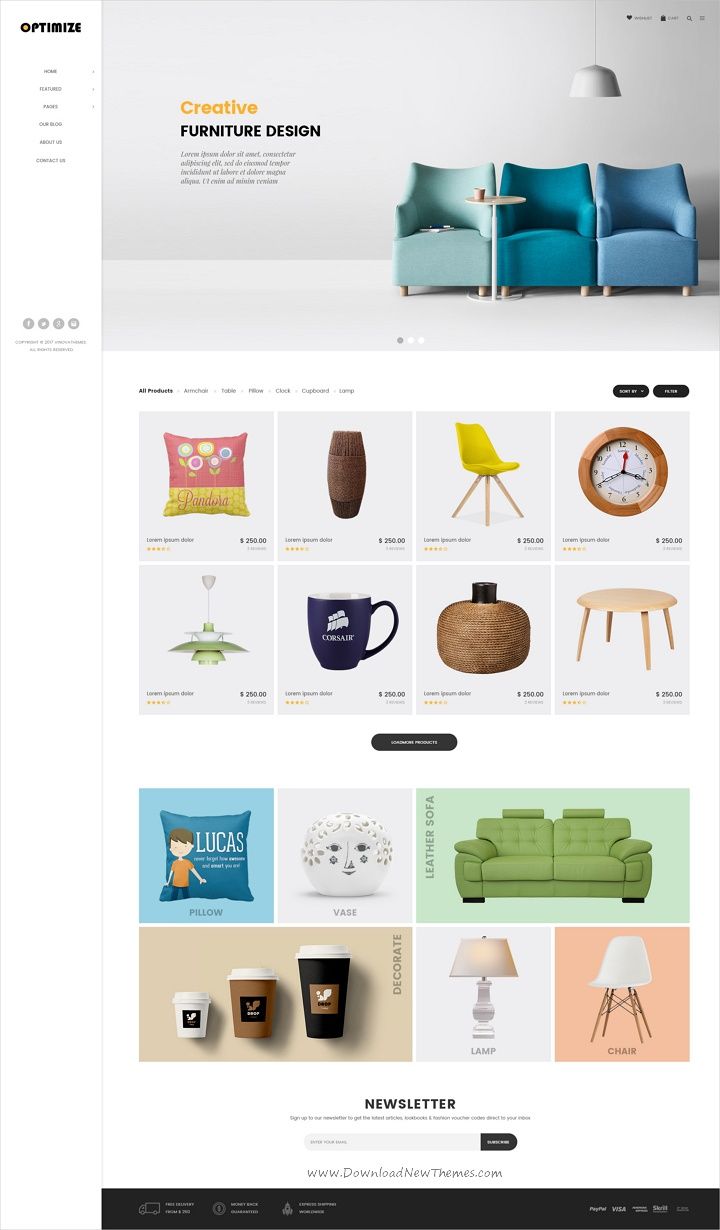 OPTIMIZE
HOME
FEATURED
PAGES
OUR BLOG
ABOUT US
CONTACT US
COPYRIGHT © 2017
ALL RIGHTS RESERVED
WISHLIST
CART
Creative
FURNITURE DESIGN
Lorem ipsum dolor sit amet, consectetur
adipiscing elit, sed do eiusmod tempor
incididunt ut labore et dolore magna
aliqua. Ut enim ad minim veniam
All Products
Armchair
Table
Pillow
Clock
Cupboard
Lamp
SORT BY
FILTER
Pandora
Lorem ipsum dolor
$ 250.00
3 REVIEWS
Lorem ipsum dolor
$ 250.00
3 REVIEWS
Lorem ipsum dolor
$ 250.00
3 REVIEWS
Lorem ipsum dolor
$ 250.00
3 REVIEWS
CORSAIR
Lorem ipsum dolor
$ 250.00
3 REVIEWS
Lorem ipsum dolor
$ 250.00
3 REVIEWS
Lorem ipsum dolor
$ 250.00
3 REVIEWS
Lorem ipsum dolor
$ 250.00
3 REVIEWS
LOADMORE PRODUCTS
LUCAS
never forget how awesome
and smart you are!
PILLOW
VASE
LEATHER SOFA
DROP
DROP
DROP
DECORATE
LAMP
CHAIR
NEWSLETTER
Sign up to our newsletter to get the latest articles, lookbooks & fashion voucher codes direct to your inbox
ENTER YOUR EMAIL
SUBSCRIBE
www.DownloadNewThemes.com
FREE DELIVERY
FROM $ 250
MONEY BACK
GUARANTEED
EXPRESS SHIPPING
WORLDWIDE
PayPal
VISA
Skrill